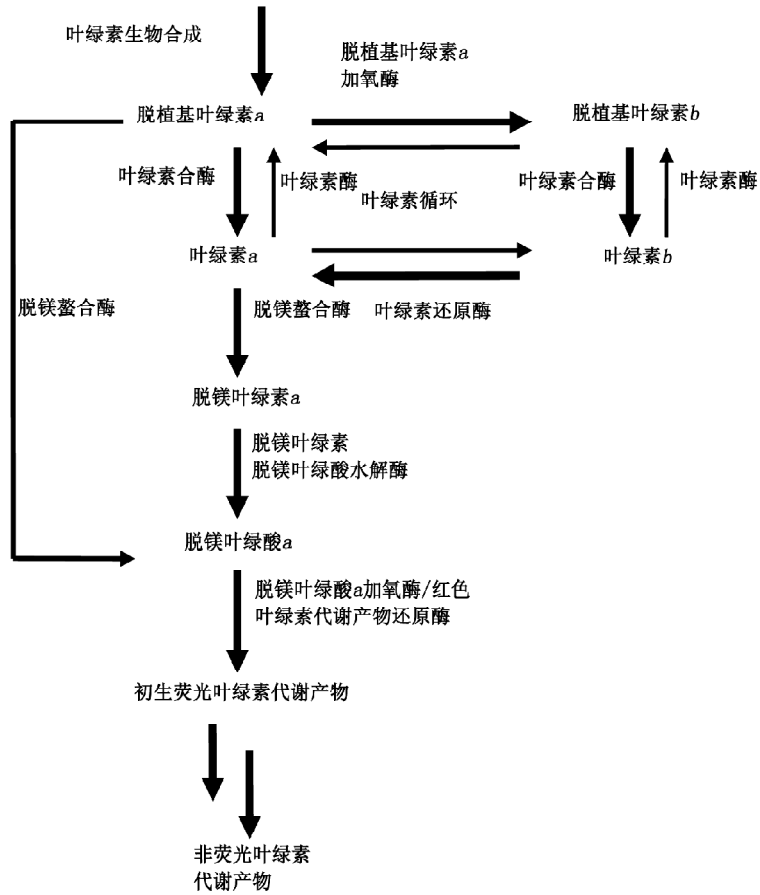 叶绿素生物合成
脱植基叶绿素a
加氧酶
脱植基叶绿素a
脱植基叶绿素b
叶绿素合酶
叶绿素酶
叶绿素循环
叶绿素合酶
叶绿素酶
叶绿素a
叶绿素b
脱镁螯合酶
脱镁螯合酶
叶绿素还原酶
脱镁叶绿素a
脱镁叶绿素
脱镁叶绿酸水解酶
脱镁叶绿酸a
脱镁叶绿酸a加氧酶/红色
叶绿素代谢产物还原酶
初生荧光叶绿素代谢产物
非荧光叶绿素
代谢产物